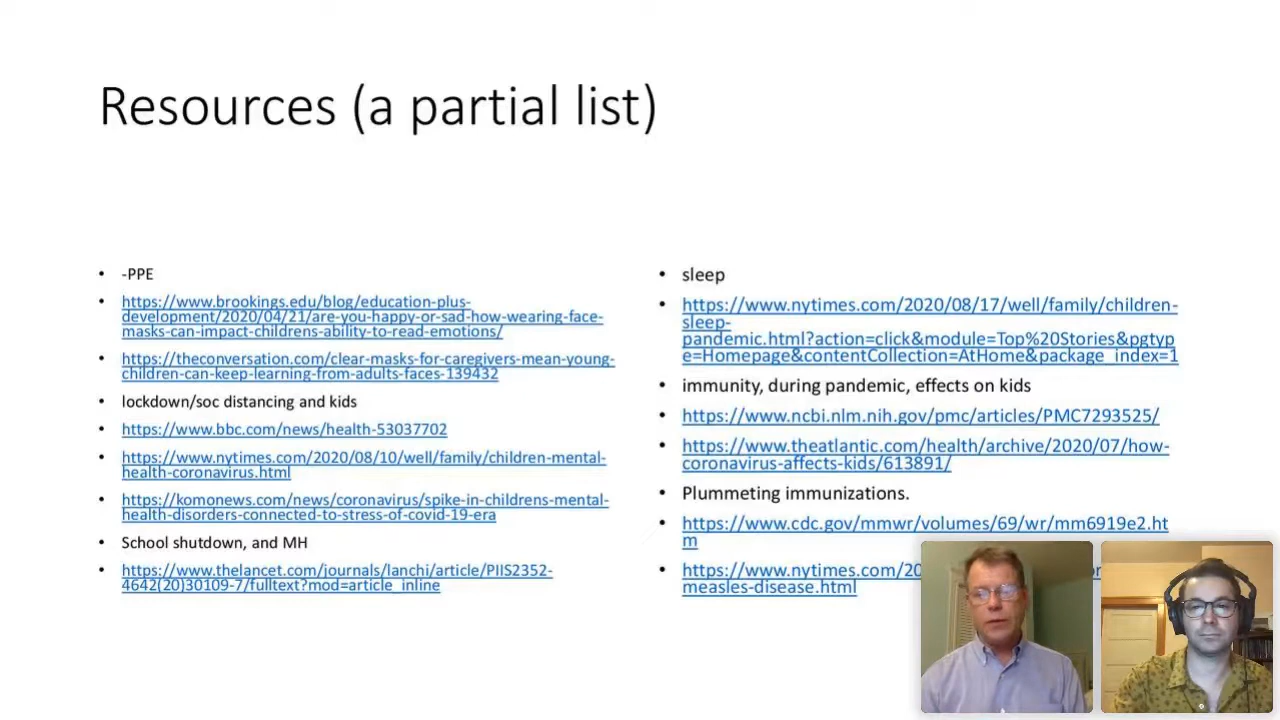 Resources (a partial list)
• -PPE
• https://www.brookings.edu/blog/education-plus-
development/2020/04/21/are-you-happy-or-sad-how-wearing-face-
masks-can-impact-childrens-ability-to-read-emotions/
• https://theconversation.com/clear-masks-for-caregivers-mean-young-
children-can-keep-learning-from-adults-faces-139432
• lockdown/soc distancing and kids
• https://www.bbc.com/news/health-53037702
• https://www.nytimes.com/2020/08/10/well/family/children-mental-
health-coronavirus.html
• https://komonews.com/news/coronavirus/spike-in-childrens-mental-
health-disorders-connected-to-stress-of-covid-19-era
• School shutdown, and MH
• https://www.thelancet.com/journals/lanchi/article/PIIS2352-
4642(20)30109-7/fulltext?mod=article_inline
• sleep
• https://www.nytimes.com/2020/08/17/well/family/children-
sleep-
pandemic.html?action=click&module=Top%20Stories&pgtyp
e=Homepage&contentCollection=AtHome&package_index=1
• immunity, during pandemic, effects on kids
• https://www.ncbi.nlm.nih.gov/pmc/articles/PMC7293525/
• https://www.theatlantic.com/health/archive/2020/07/how-
coronavirus-affects-kids/613891/
• Plummeting immunizations.
• https://www.cdc.gov/mmwr/volumes/69/wr/mm6919e2.ht
m
• https://www.nytimes.com/20
measles-disease.html